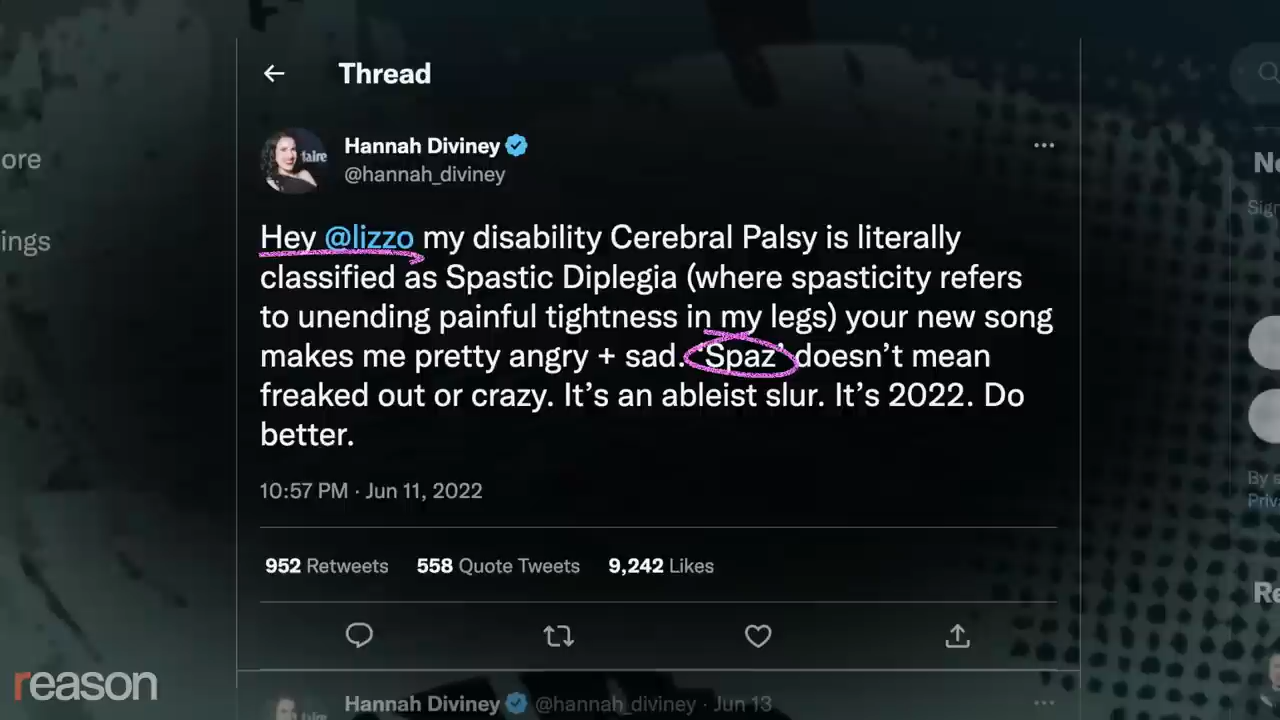 Thread
Hannah Diviney
@hannah_diviney
Hey @lizzo my disability Cerebral Palsy is literally
classified as Spastic Diplegia (where spasticity refers
to unending painful tightness in my legs) your new song
makes me pretty angry + sad. ‘Spaz’ doesn’t mean
freaked out or crazy. It’s an ableist slur. It’s 2022. Do
better.
10:57 PM · Jun 11, 2022
952 Retweets 558 Quote Tweets 9,242 Likes
Hannah Diviney @hannah_diviney · Jun 13
ore
ings
reason